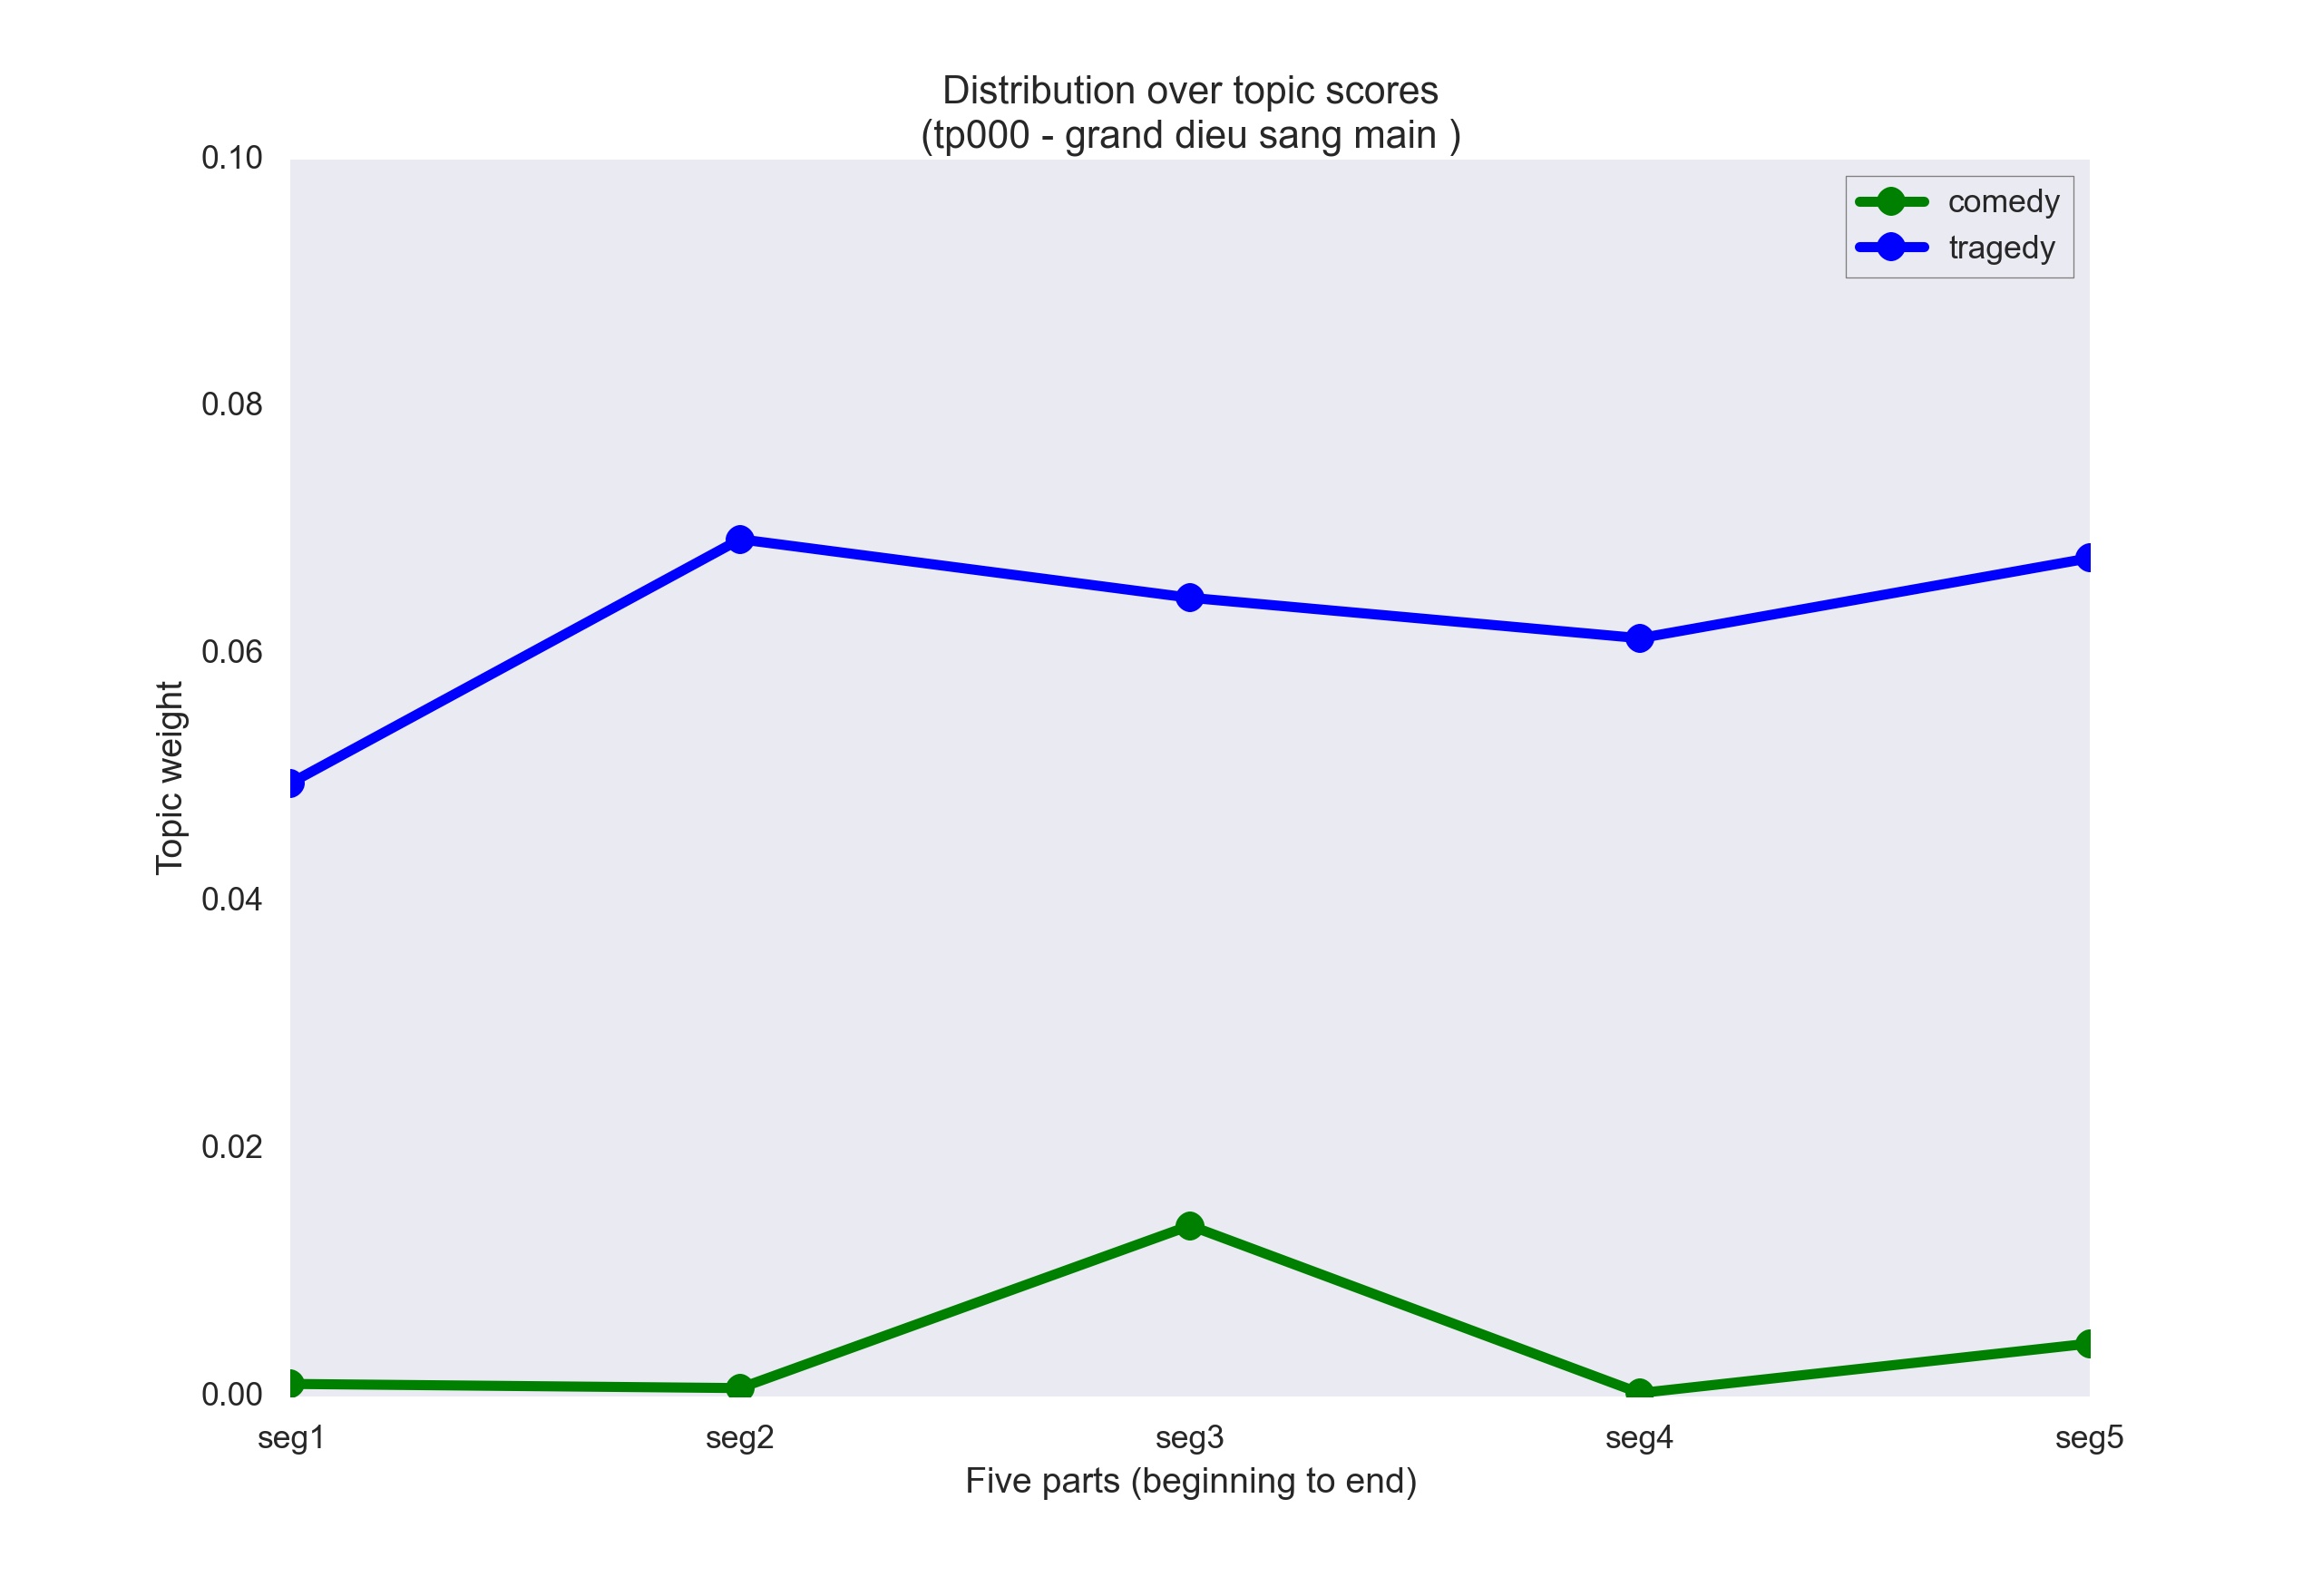 Distribution over topic scores
(tp000 - grand dieu sang main )
comedy
tragedy
Topic weight
0.10
0.08
0.06
0.04
0.02
0.00
seg1 seg2 seg3 seg4 seg5
Five parts (beginning to end)